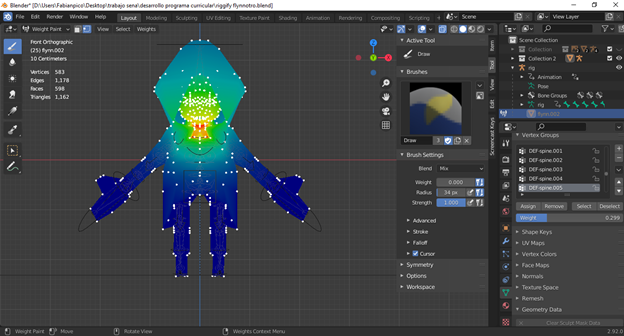 Blender* [D:\Users\Fabianpico\Desktop\trabajo sena\desarrollo programa curricular\riggify flynnotro.blend]
File Edit Render Window Help Layout Modeling Sculpting UV Editing Texture Paint Shading Animation Rendering Compositing Scripting Scene View Layer
Weight Paint View Select Weights
Front Orthographic
(25) flynn.002
10 Centimeters
Vertices 583
Edges 1,178
Faces 598
Triangles 1,162
Active Tool
Draw
Brushes
Draw 3
Brush Settings
Blend Mix
Weight 0.000
Radius 34 px
Strength 1.000
Advanced
Stroke
Falloff
Cursor
Symmetry
Options
Workspace
Item
Tool
View
Edit
Screencast Keys
Scene Collection
Collection
Collection 2
rig
Animation
Pose
Bone Groups
rig
flynn.002
Vertex Groups
DEF-spine.001
DEF-spine.002
DEF-spine.003
DEF-spine.004
DEF-spine.005
Assign Remove Select Deselect
Weight 0.299
Shape Keys
UV Maps
Vertex Colors
Face Maps
Normals
Texture Space
Remesh
Geometry Data
Clear Sculpt Mask Data
Weight Paint Move Rotate View Weights Context Menu 2.92.0